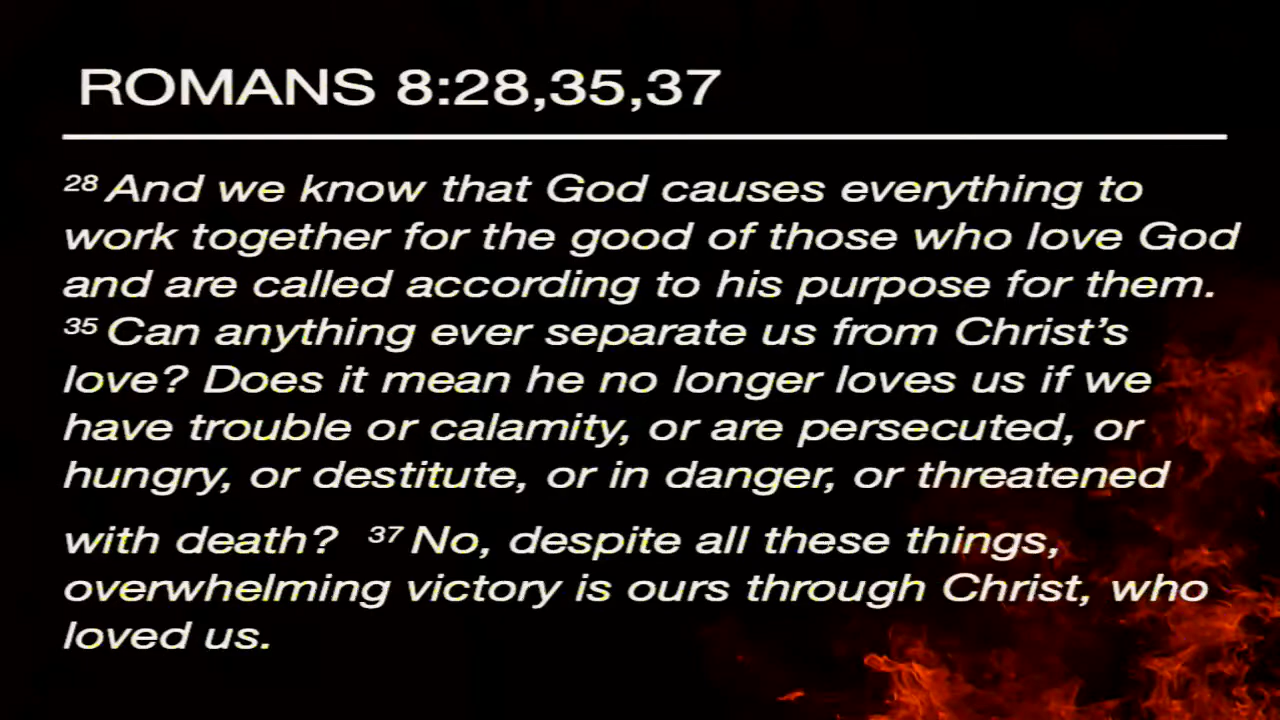 ROMANS 8:28,35,37
28 And we know that God causes everything to
work together for the good of those who love God
and are called according to his purpose for them.
35 Can anything ever separate us from Christ’s
love? Does it mean he no longer loves us if we
have trouble or calamity, or are persecuted, or
hungry, or destitute, or in danger, or threatened
with death? 37 No, despite all these things,
overwhelming victory is ours through Christ, who
loved us.